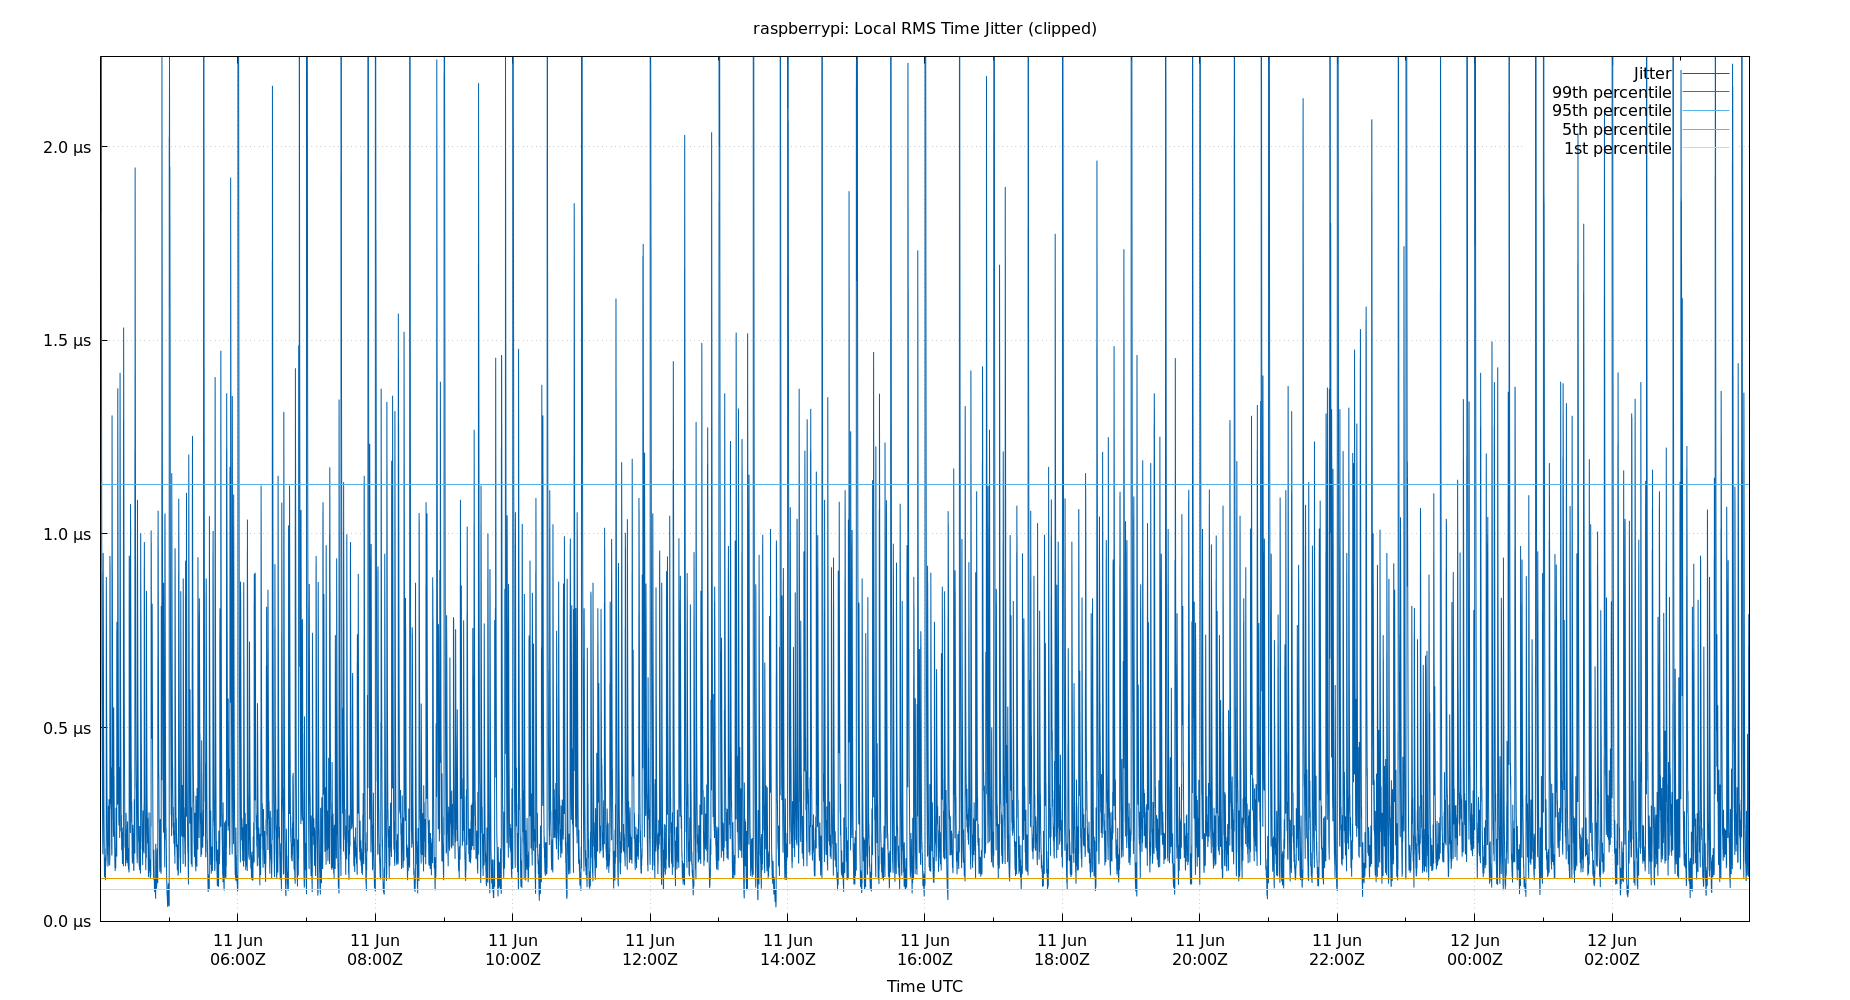 raspberrypi: Local RMS Time Jitter (clipped)
Jitter
99th percentile
95th percentile
5th percentile
1st percentile
2.0 µs
1.5 µs
1.0 µs
0.5 µs
0.0 µs
11 Jun 11 Jun 11 Jun 11 Jun 11 Jun 11 Jun 11 Jun 11 Jun 11 Jun 12 Jun 12 Jun
06:00Z 08:00Z 10:00Z 12:00Z 14:00Z 16:00Z 18:00Z 20:00Z 22:00Z 00:00Z 02:00Z
Time UTC